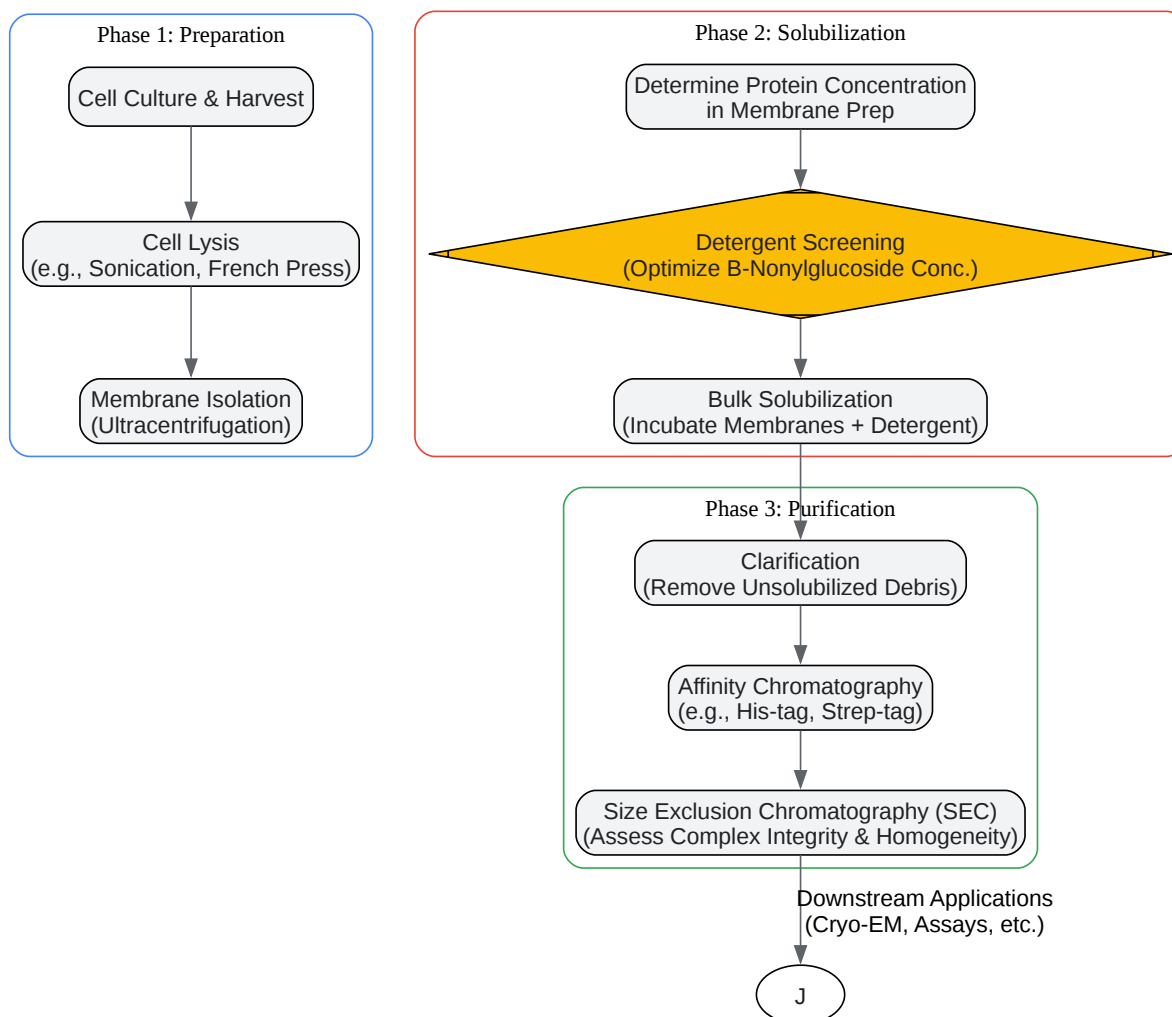 Phase 1: Preparation
Cell Culture & Harvest
Cell Lysis
(e.g., Sonication, French Press)
Membrane Isolation
(Ultracentrifugation)
Phase 2: Solubilization
Determine Protein Concentration
in Membrane Prep
Detergent Screening
(Optimize B-Nonylglucoside Conc.)
Bulk Solubilization
(Incubate Membranes + Detergent)
Phase 3: Purification
Clarification
(Remove Unsolubilized Debris)
Affinity Chromatography
(e.g., His-tag, Strep-tag)
Size Exclusion Chromatography (SEC)
(Assess Complex Integrity & Homogeneity)
Downstream Applications
(Cryo-EM, Assays, etc.)
J